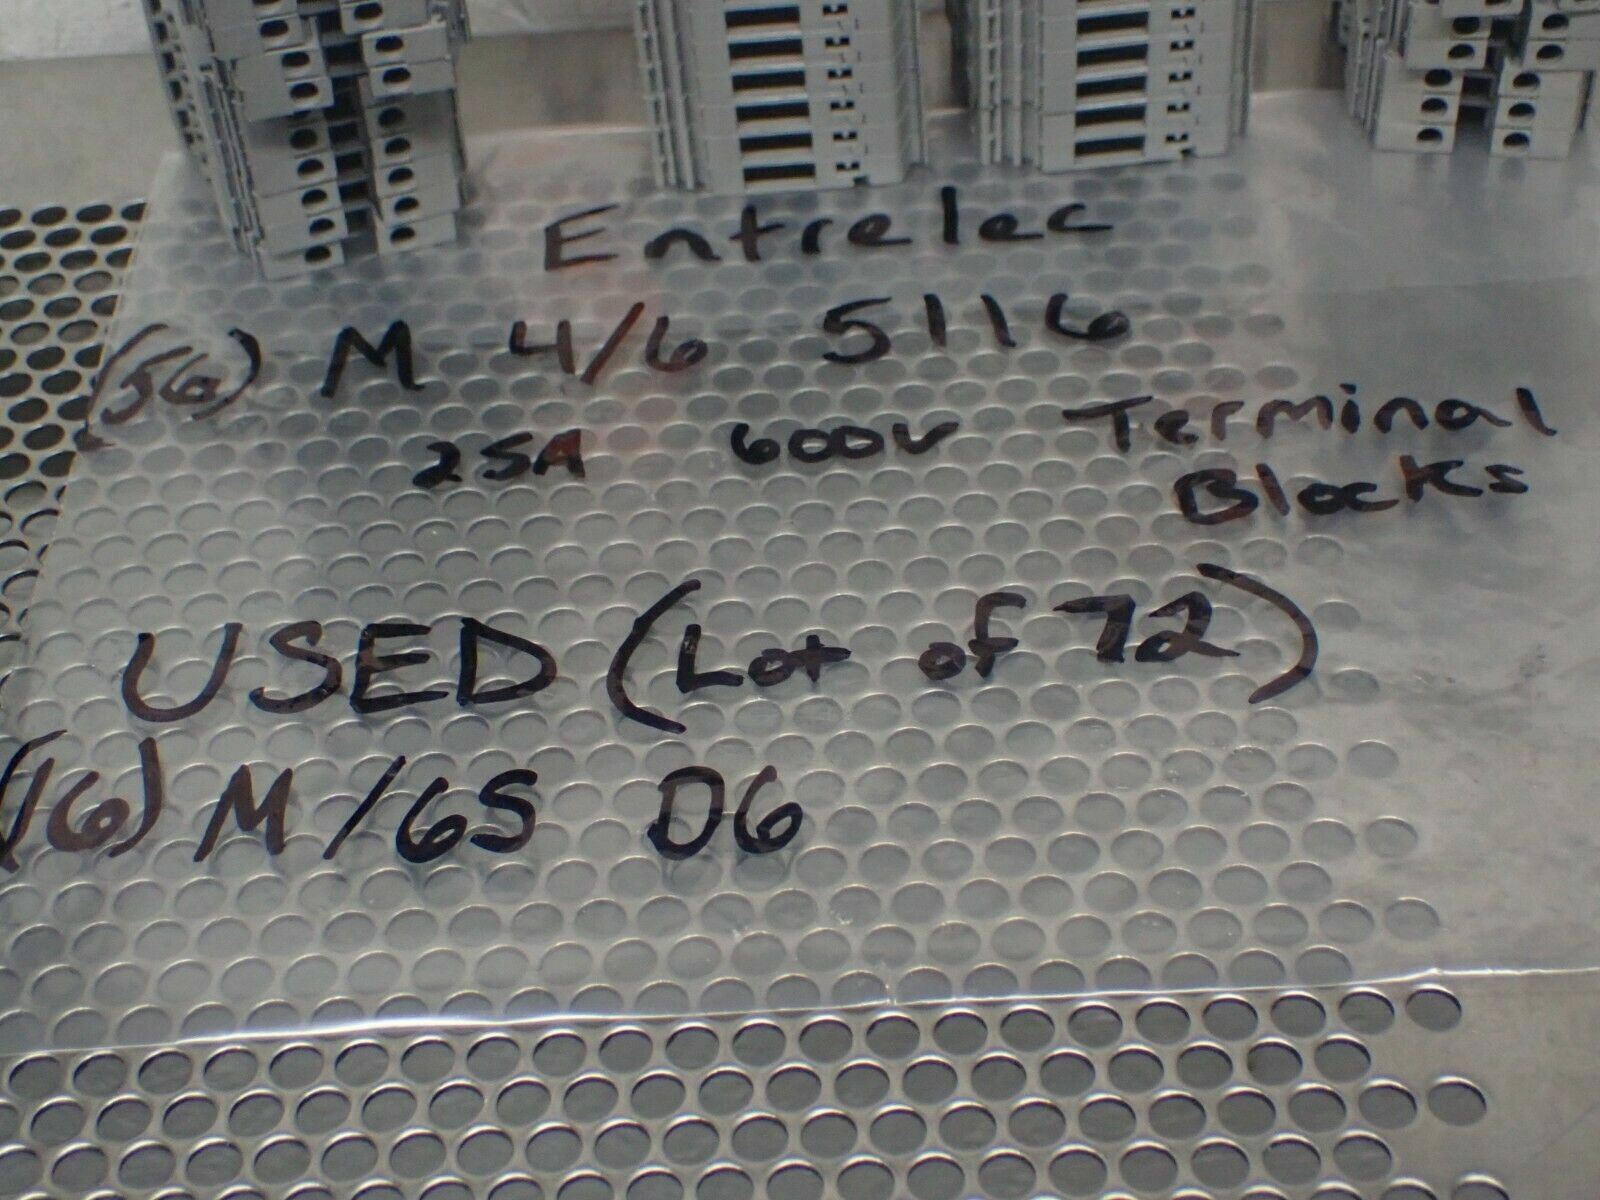 Entrelec
(56) M 4/6 5116
25A 600V Terminal
Blocks
USED (Lot of 72)
(16) M/6S D6